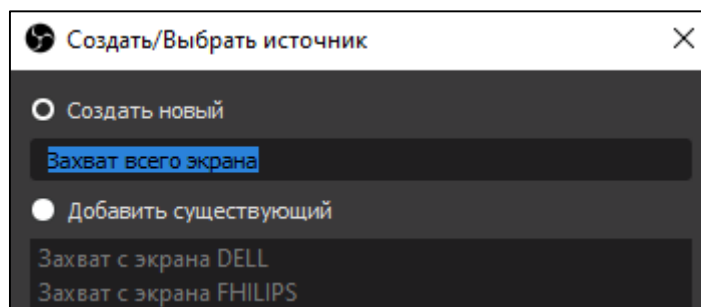 Создать/Выбрать источник
Создать новый
Захват всего экрана
Добавить существующий
Захват с экрана DELL
Захват с экрана FHILIPS